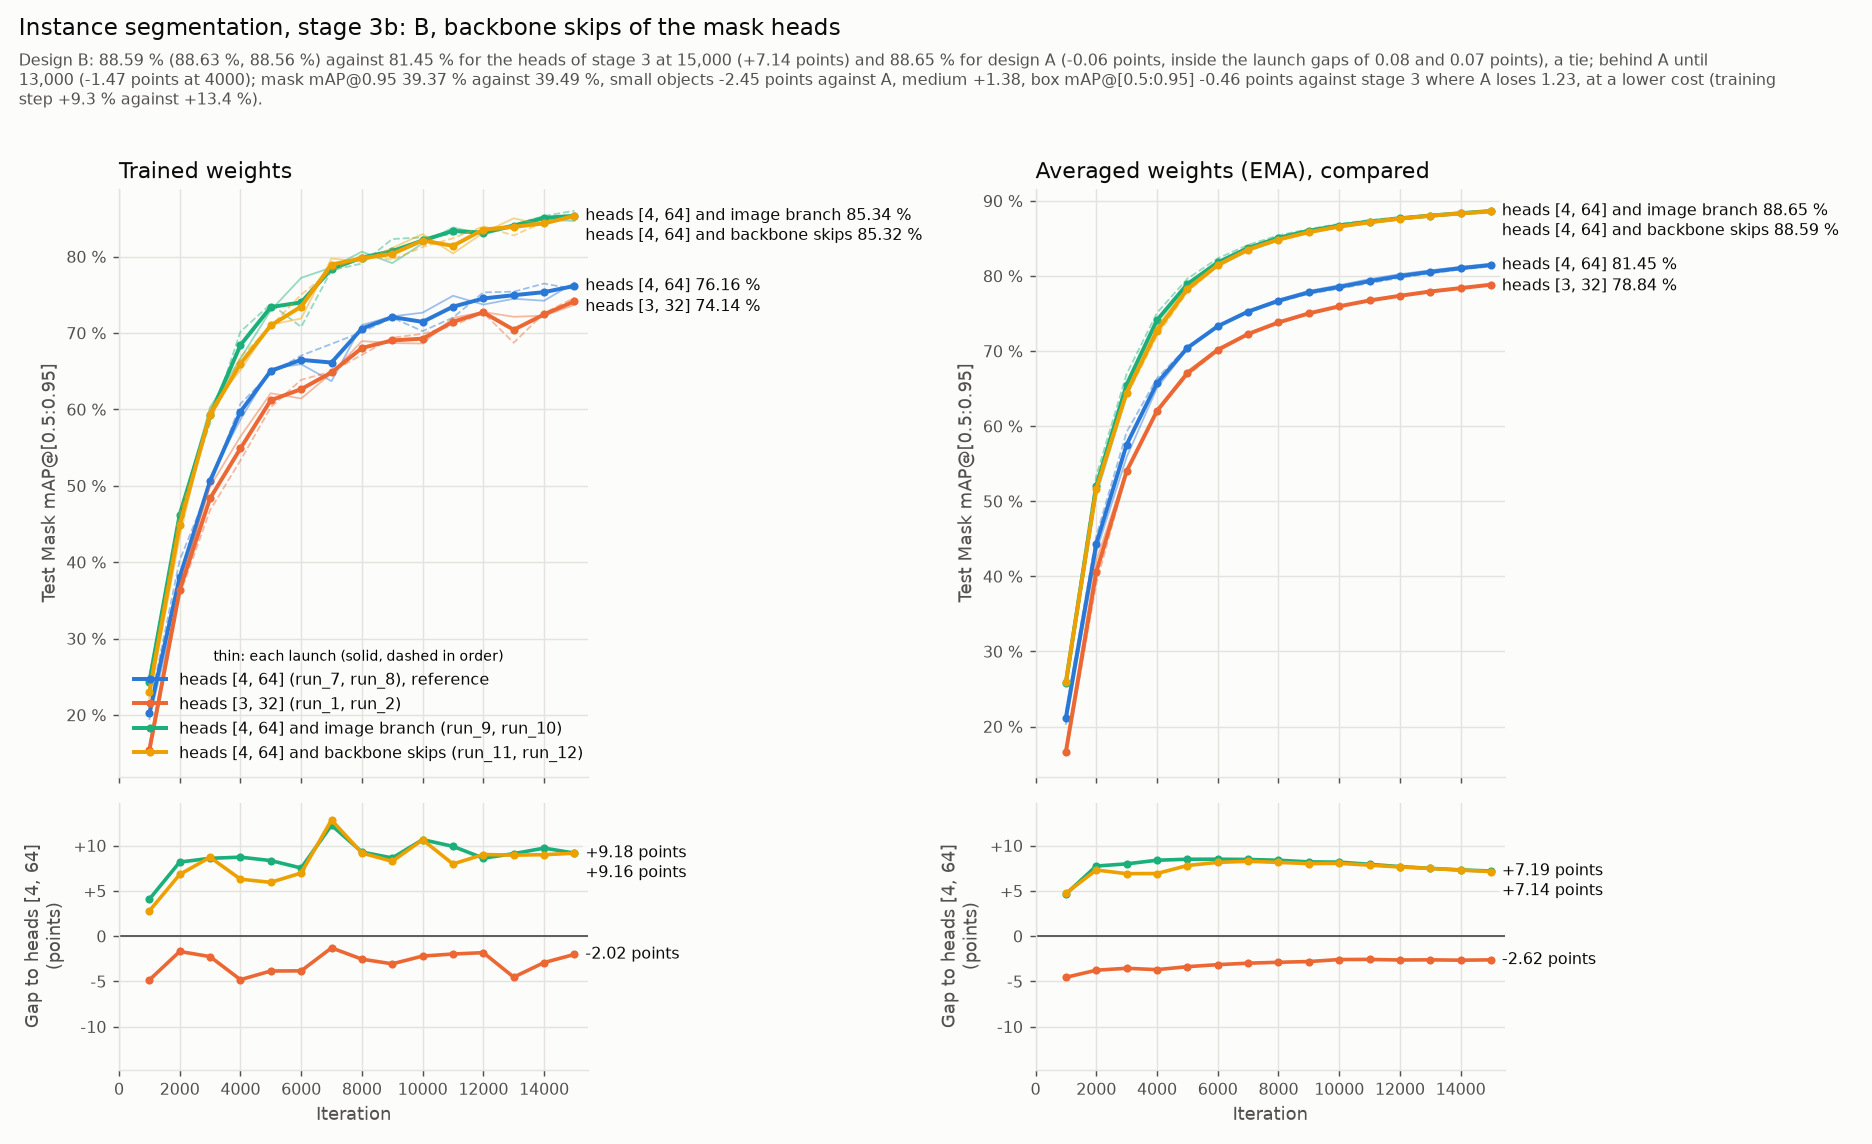 Instance segmentation, stage 3b: B, backbone skips of the mask heads
Design B: 88.59 % (88.63 %, 88.56 %) against 81.45 % for the heads of stage 3 at 15,000 (+7.14 points) and 88.65 % for design A (-0.06 points, inside the launch gaps of 0.08 and 0.07 points), a tie; behind A until
13,000 (-1.47 points at 4000); mask mAP@0.95 39.37 % against 39.49 %, small objects -2.45 points against A, medium +1.38, box mAP@[0.5:0.95] -0.46 points against stage 3 where A loses 1.23, at a lower cost (training
step +9.3 % against +13.4 %).
Trained weights
Test Mask mAP@[0.5:0.95]
80 %
70 %
60 %
50 %
40 %
30 %
20 %
heads [4, 64] and image branch 85.34 %
heads [4, 64] and backbone skips 85.32 %
heads [4, 64] 76.16 %
heads [3, 32] 74.14 %
thin: each launch (solid, dashed in order)
heads [4, 64] (run_7, run_8), reference
heads [3, 32] (run_1, run_2)
heads [4, 64] and image branch (run_9, run_10)
heads [4, 64] and backbone skips (run_11, run_12)
Gap to heads [4, 64]
(points)
+10
+5
0
-5
-10
+9.18 points
+9.16 points
-2.02 points
0 2000 4000 6000 8000 10000 12000 14000
Iteration
Averaged weights (EMA), compared
Test Mask mAP@[0.5:0.95]
90 %
80 %
70 %
60 %
50 %
40 %
30 %
20 %
heads [4, 64] and image branch 88.65 %
heads [4, 64] and backbone skips 88.59 %
heads [4, 64] 81.45 %
heads [3, 32] 78.84 %
Gap to heads [4, 64]
(points)
+10
+5
0
-5
-10
+7.19 points
+7.14 points
-2.62 points
0 2000 4000 6000 8000 10000 12000 14000
Iteration